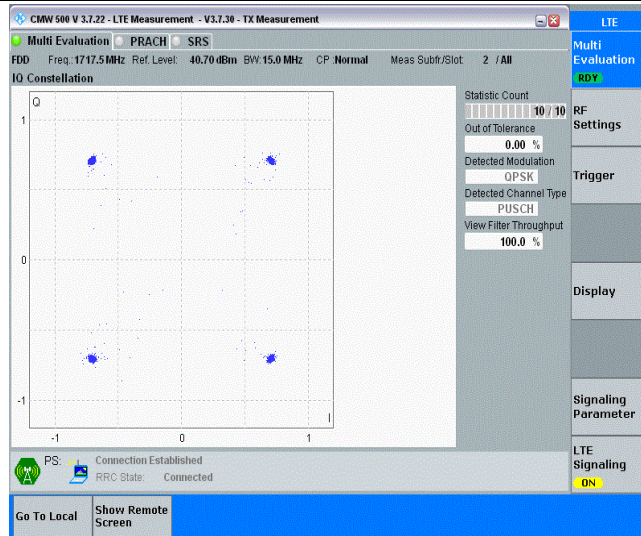 CMW 500 V 3.7.22 - LTE Measurement - V3.7.30 - TX Measurement
LTE
Multi Evaluation PRACH SRS
FDD Freq.: 1717.5 MHz Ref. Level: 40.70 dBm BW: 15.0 MHz CP :Normal Meas Subfr./Slot: 2 / All
IQ Constellation
Q
1
0
-1
-1 0 1
I
Statistic Count
10 / 10
Out of Tolerance
0.00 %
Detected Modulation
QPSK
Detected Channel Type
PUSCH
View Filter Throughput
100.0 %
Multi
Evaluation
RDY
RF
Settings
Trigger
Display
Signaling
Parameter
LTE
Signaling
ON
PS: Connection Established
RRC State: Connected
Go To Local
Show Remote
Screen